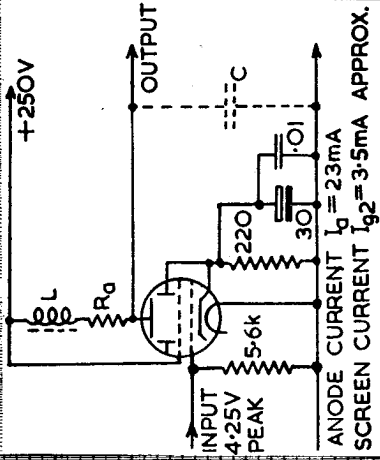 +250V
OUTPUT
L
Ra
C
220
30
.01
5.6k
INPUT
4.25V
PEAK
ANODE CURRENT Ia = 23mA
SCREEN CURRENT Ig2 = 3.5mA APPROX.